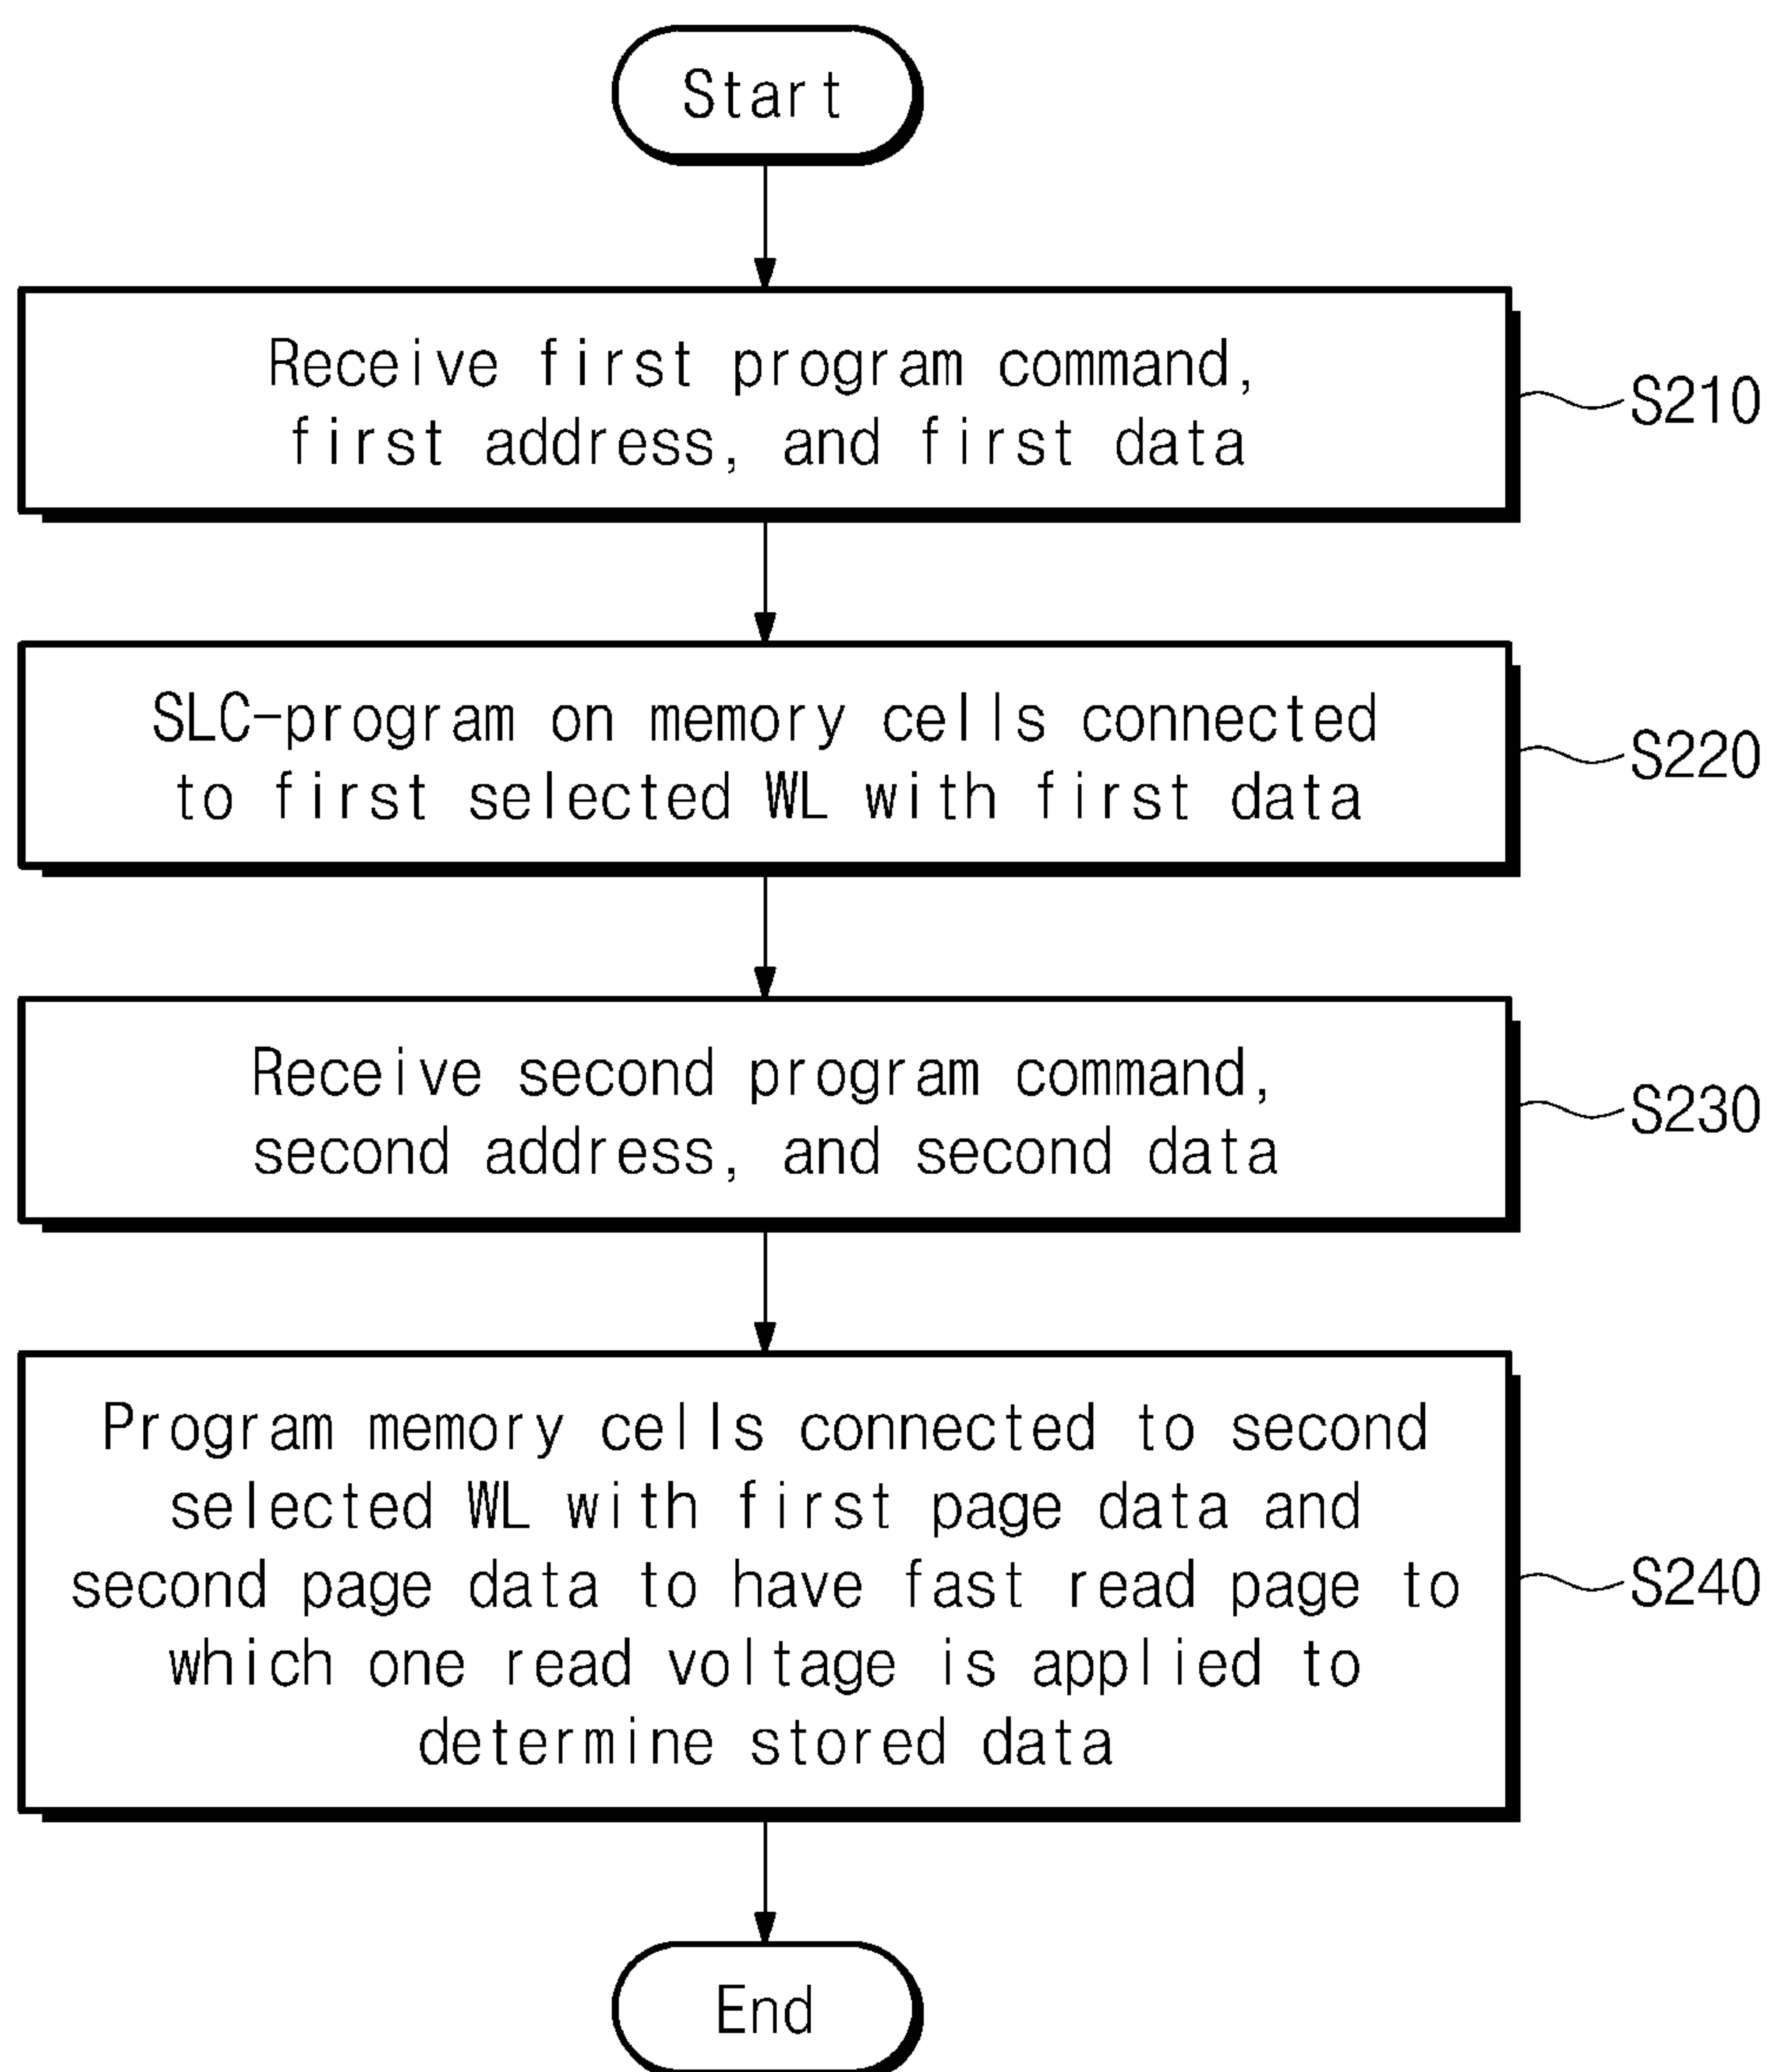 Start
Receive first program command,
first address, and first data
S210
SLC-program on memory cells connected
to first selected WL with first data
S220
Receive second program command,
second address, and second data
S230
Program memory cells connected to second
selected WL with first page data and
second page data to have fast read page to
which one read voltage is applied to
determine stored data
S240
End